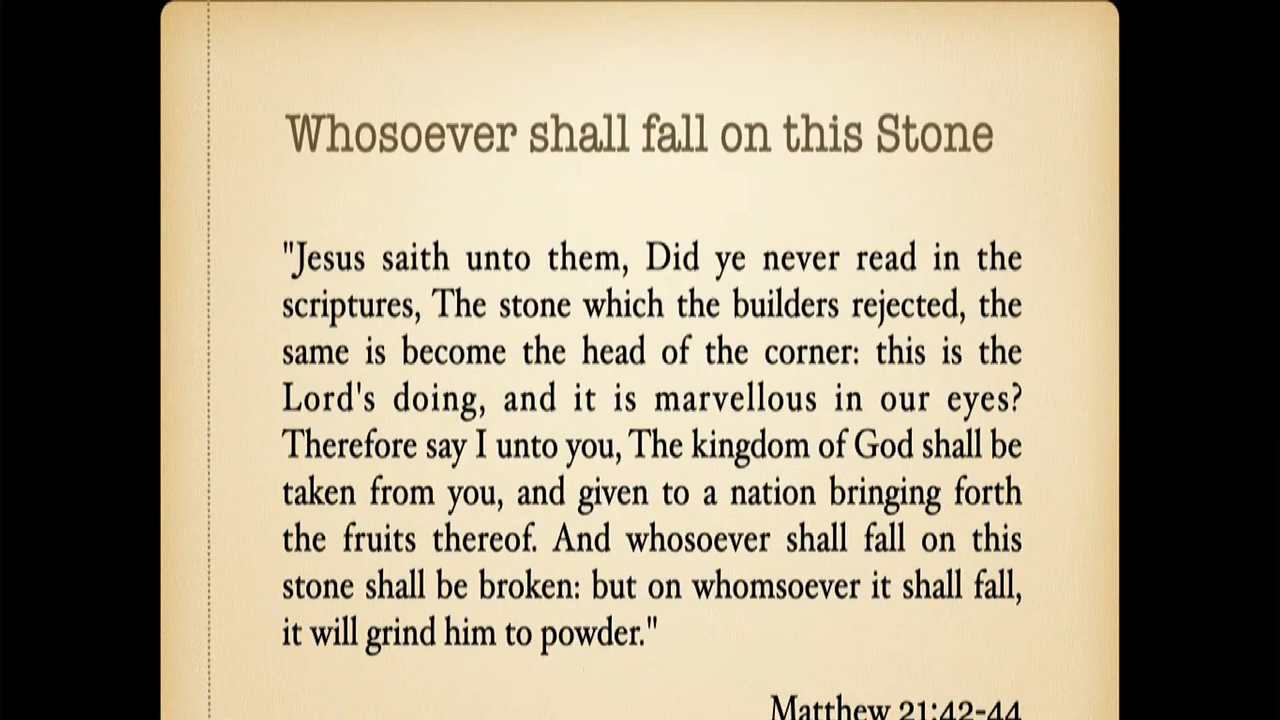 Whosoever shall fall on this Stone
"Jesus saith unto them, Did ye never read in the
scriptures, The stone which the builders rejected, the
same is become the head of the corner: this is the
Lord's doing, and it is marvellous in our eyes?
Therefore say I unto you, The kingdom of God shall be
taken from you, and given to a nation bringing forth
the fruits thereof. And whosoever shall fall on this
stone shall be broken: but on whomsoever it shall fall,
it will grind him to powder."
Matthew 21:42-44